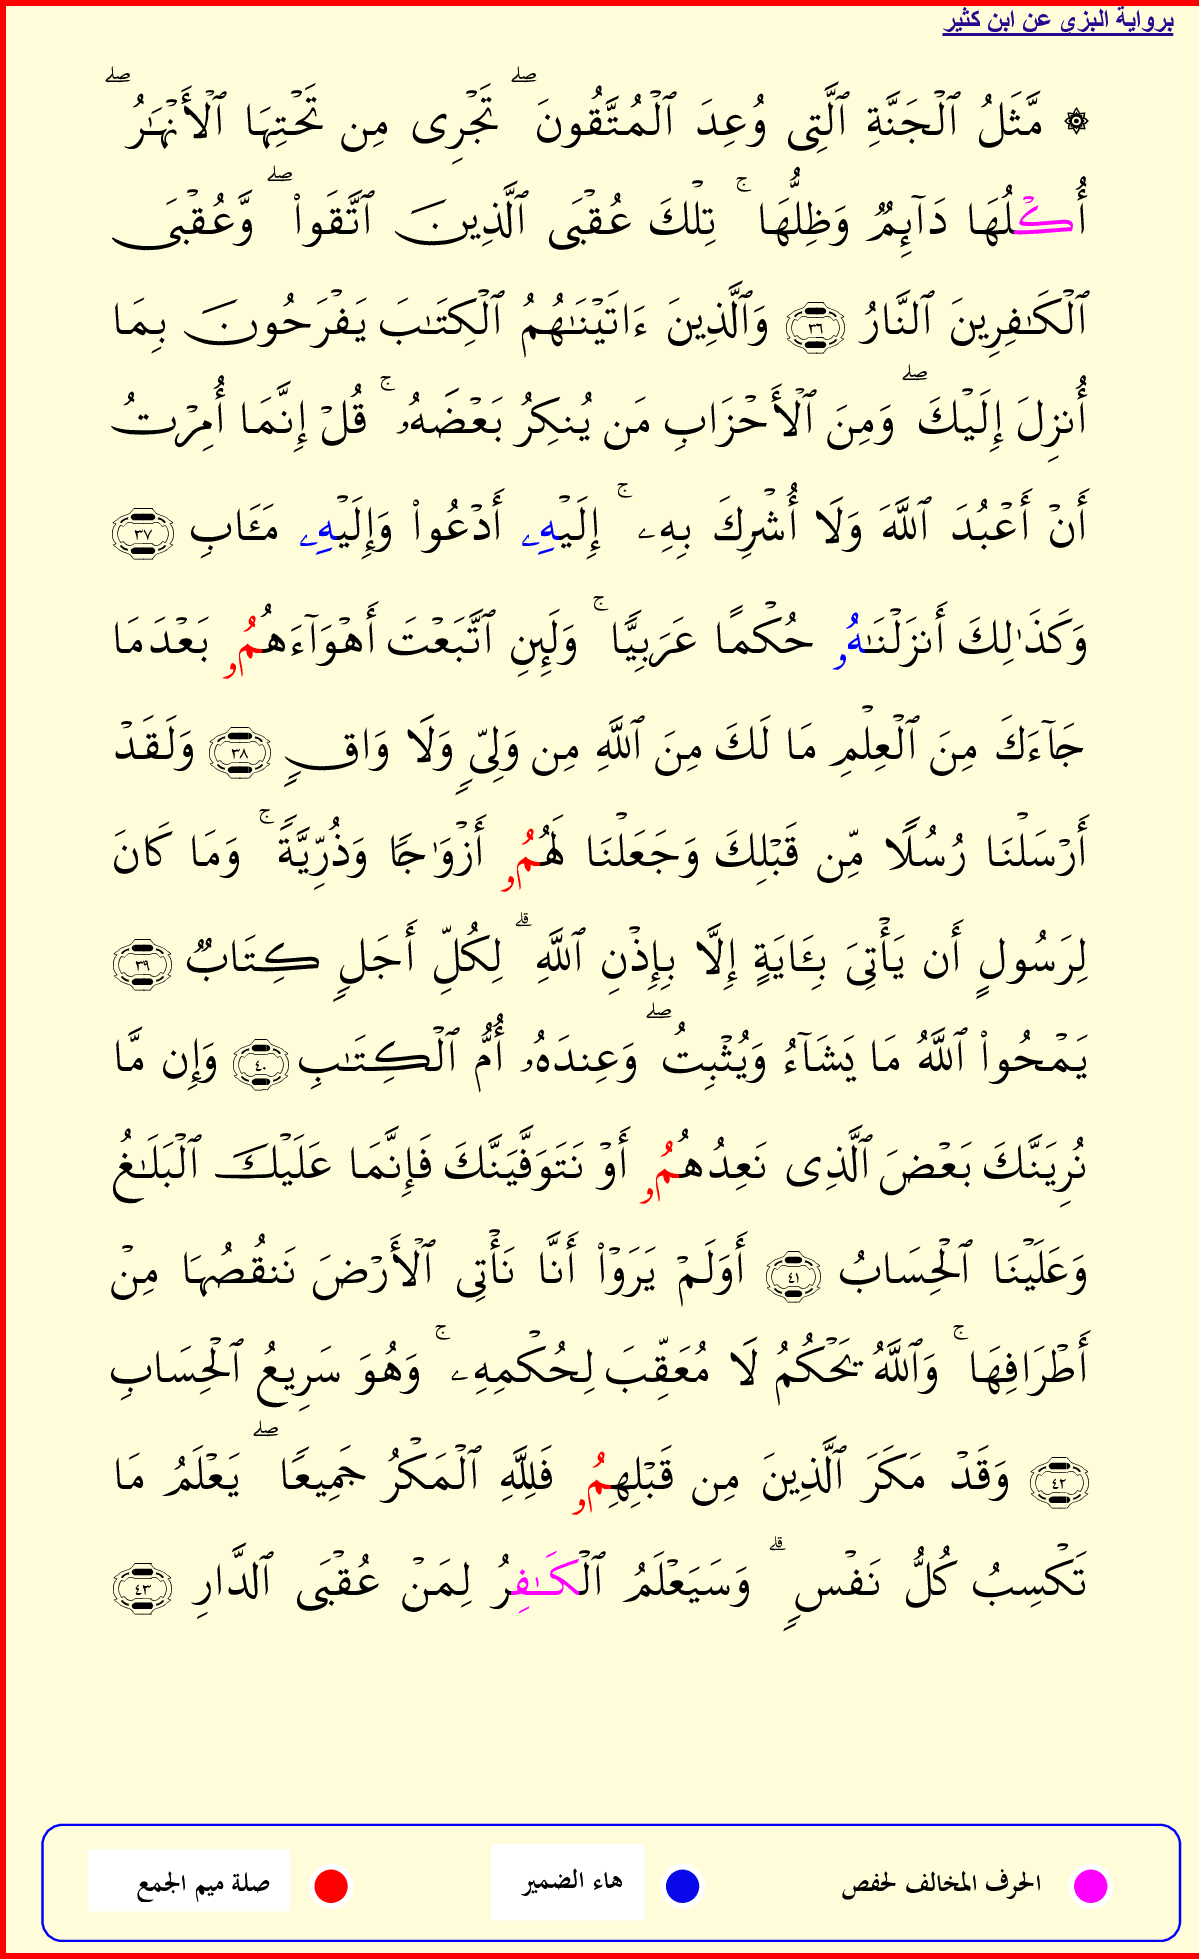 برواية البزي عن ابن كثير
۞ مَّثَلُ ٱلْجَنَّةِ ٱلَّتِى وُعِدَ ٱلْمُتَّقُونَ ۖ تَجْرِى مِن تَحْتِهَا ٱلْأَنْهَـٰرُ ۖ
أُكْلُهَا دَآئِمٌ وَظِلُّهَا ۚ تِلْكَ عُقْبَى ٱلَّذِينَ ٱتَّقَوا۟ ۖ وَّعُقْبَى
ٱلْكَـٰفِرِينَ ٱلنَّارُ ٣٦ وَٱلَّذِينَ ءَاتَيْنَـٰهُمُ ٱلْكِتَـٰبَ يَفْرَحُونَ بِمَا
أُنزِلَ إِلَيْكَ ۖ وَمِنَ ٱلْأَحْزَابِ مَن يُنكِرُ بَعْضَهُۥ ۚ قُلْ إِنَّمَا أُمِرْتُ
أَنْ أَعْبُدَ ٱللَّهَ وَلَا أُشْرِكَ بِهِۦ ۚ إِلَيْهِۦ أَدْعُوا۟ وَإِلَيْهِۦ مَـَٔابِ ٣٧
وَكَذَٰلِكَ أَنزَلْنَـٰهُۥ حُكْمًا عَرَبِيًّا ۚ وَلَئِنِ ٱتَّبَعْتَ أَهْوَآءَهُمُۥ بَعْدَمَا
جَآءَكَ مِنَ ٱلْعِلْمِ مَا لَكَ مِنَ ٱللَّهِ مِن وَلِىٍّ وَلَا وَاقٍ ٣٨ وَلَقَدْ
أَرْسَلْنَا رُسُلًا مِّن قَبْلِكَ وَجَعَلْنَا لَهُمُۥ أَزْوَٰجًا وَذُرِّيَّةً ۚ وَمَا كَانَ
لِرَسُولٍ أَن يَأْتِىَ بِـَٔايَةٍ إِلَّا بِإِذْنِ ٱللَّهِ ۗ لِكُلِّ أَجَلٍ كِتَابٌ ٣٩
يَمْحُوا۟ ٱللَّهُ مَا يَشَآءُ وَيُثْبِتُ ۖ وَعِندَهُۥ أُمُّ ٱلْكِتَـٰبِ ٤٠ وَإِن مَّا
نُرِيَنَّكَ بَعْضَ ٱلَّذِى نَعِدُهُمُۥ أَوْ نَتَوَفَّيَنَّكَ فَإِنَّمَا عَلَيْكَ ٱلْبَلَـٰغُ
وَعَلَيْنَا ٱلْحِسَابُ ٤١ أَوَلَمْ يَرَوْا۟ أَنَّا نَأْتِى ٱلْأَرْضَ نَنقُصُهَا مِنْ
أَطْرَافِهَا ۚ وَٱللَّهُ يَحْكُمُ لَا مُعَقِّبَ لِحُكْمِهِۦ ۚ وَهُوَ سَرِيعُ ٱلْحِسَابِ
٤٢ وَقَدْ مَكَرَ ٱلَّذِينَ مِن قَبْلِهِمُۥ فَلِلَّهِ ٱلْمَكْرُ جَمِيعًا ۖ يَعْلَمُ مَا
تَكْسِبُ كُلُّ نَفْسٍ ۗ وَسَيَعْلَمُ ٱلْكَـٰفِرُ لِمَنْ عُقْبَى ٱلدَّارِ ٤٣
الحرف المخالف لحفص هاء الضمير صلة ميم الجمع